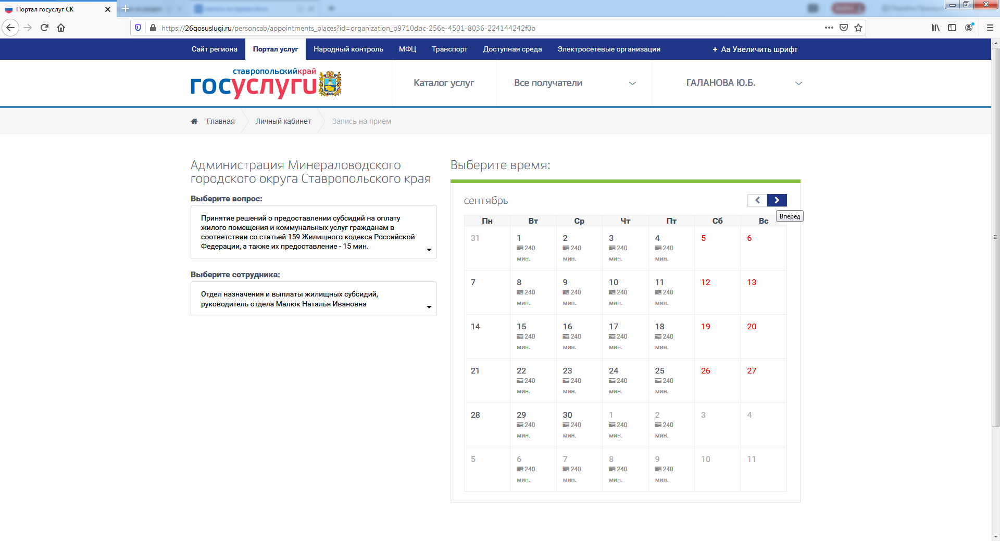 Портал госуслуг СК
https://26gosuslugi.ru/personcab/appointments_places?id=organization_b9710dbc-256e-4501-8036-224144242f0b
Сайт региона Портал услуг Народный контроль МФЦ Транспорт Доступная среда Электросетевые организации + Aa Увеличить шрифт
ставропольскийкрай
госуслуги
Каталог услуг Все получатели ГАЛАНОВА Ю.Б.
Главная Личный кабинет Запись на прием
Администрация Минераловодского
городского округа Ставропольского края
Выберите вопрос:
Принятие решений о предоставлении субсидий на оплату
жилого помещения и коммунальных услуг гражданам в
соответствии со статьей 159 Жилищного кодекса Российской
Федерации, а также их предоставление - 15 мин.
Выберите сотрудника:
Отдел назначения и выплаты жилищных субсидий,
руководитель отдела Малюк Наталья Ивановна
Выберите время:
сентябрь
Вперед
Пн Вт Ср Чт Пт Сб Вс
31 1 2 3 4 5 6
240 240 240 240
мин. мин. мин. мин.
7 8 9 10 11 12 13
240 240 240 240
мин. мин. мин. мин.
14 15 16 17 18 19 20
240 240 240 240
мин. мин. мин. мин.
21 22 23 24 25 26 27
240 240 240 240
мин. мин. мин. мин.
28 29 30 1 2 3 4
240 240 240 240
мин. мин. мин. мин.
5 6 7 8 9 10 11
240 240 240 240
мин. мин. мин. мин.